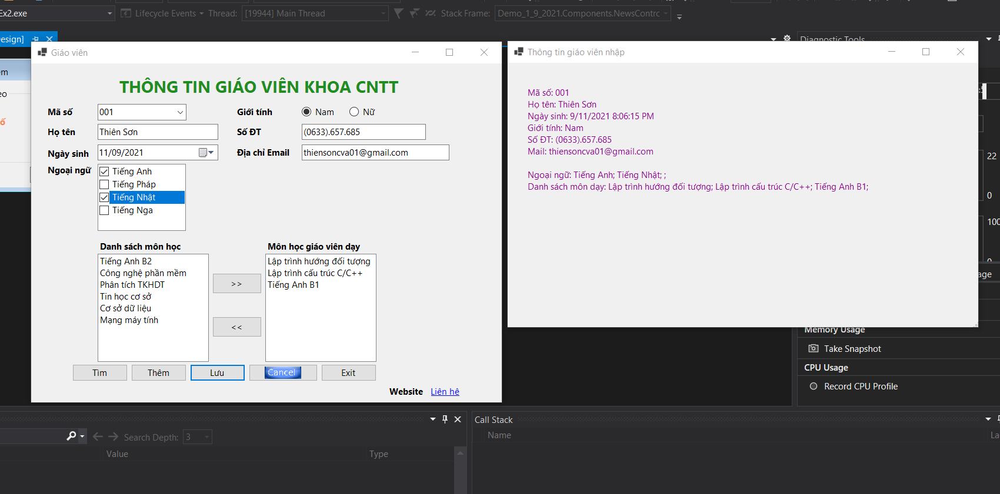 Ex2.exe
Lifecycle Events
Thread:
[19944] Main Thread
Stack Frame:
Demo_1_9_2021.Components.NewsContrc
esign]
Diagnostic Tools
em
eo
ố
Giáo viên
THÔNG TIN GIÁO VIÊN KHOA CNTT
Mã số
001
Giới tính
Nam
Nữ
Họ tên
Thiên Sơn
Số ĐT
(0633).657.685
Ngày sinh
11/09/2021
Địa chỉ Email
thiensoncva01@gmail.com
Ngoại ngữ
Tiếng Anh
Tiếng Pháp
Tiếng Nhật
Tiếng Nga
Danh sách môn học
Tiếng Anh B2
Công nghệ phần mềm
Phân tích TKHDT
Tin học cơ sở
Cơ sở dữ liệu
Mạng máy tính
>>
<<
Môn học giáo viên dạy
Lập trình hướng đối tượng
Lập trình cấu trúc C/C++
Tiếng Anh B1
Tìm
Thêm
Lưu
Cancel
Exit
Website
Liên hê
Thông tin giáo viên nhập
Mã số: 001
Họ tên: Thiên Sơn
Ngày sinh: 9/11/2021 8:06:15 PM
Giới tính: Nam
Số ĐT: (0633).657.685
Mail: thiensoncva01@gmail.com
Ngoại ngữ: Tiếng Anh; Tiếng Nhật; ;
Danh sách môn dạy: Lập trình hướng đối tượng; Lập trình cấu trúc C/C++; Tiếng Anh B1;
22
0
100
0
age
Memory Usage
Take Snapshot
CPU Usage
Record CPU Profile
Search Depth:
3
Value
Type
Call Stack
Name
La